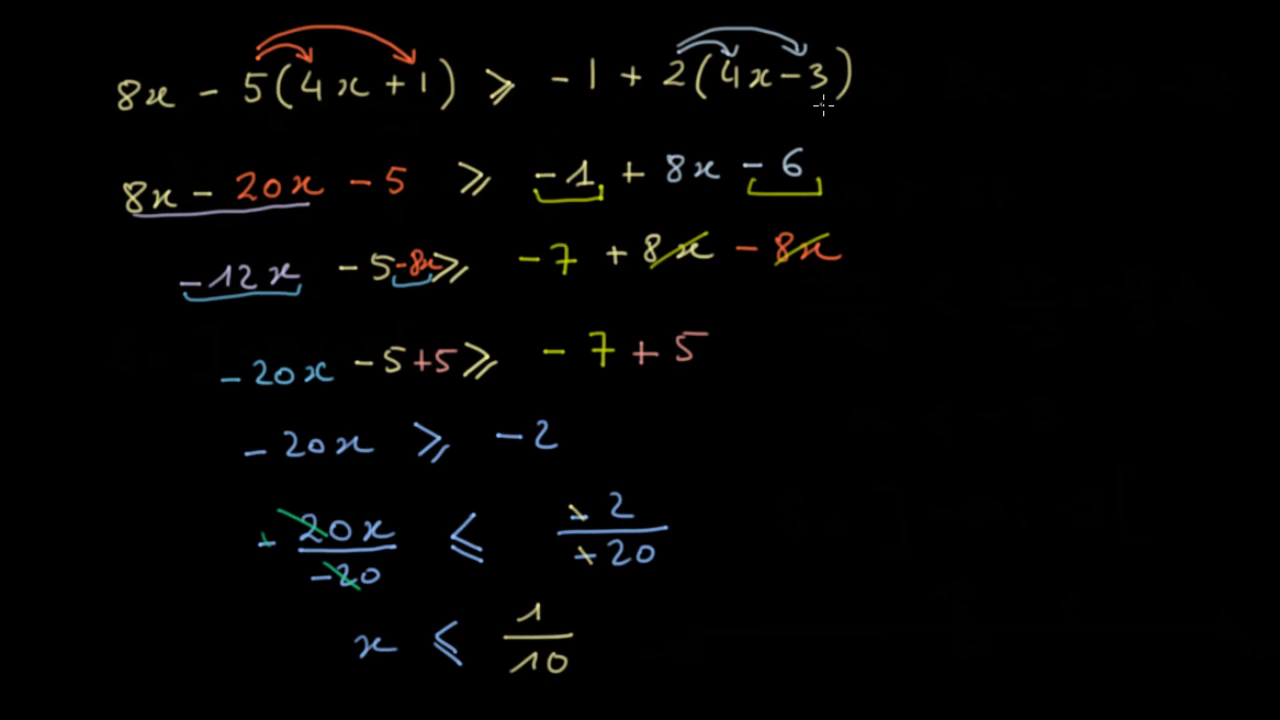 8x - 5(4x + 1) ⩾ - 1 + 2(4x - 3)
8x - 20x - 5 ⩾ - 1 + 8x - 6
- 12x - 5 - 8x ⩾ - 7 + 8x - 8x
- 20x - 5 + 5 ⩾ - 7 + 5
- 20x ⩾ - 2
- 20x / - 20 ⩽ - 2 / - 20
x ⩽ 1 / 10